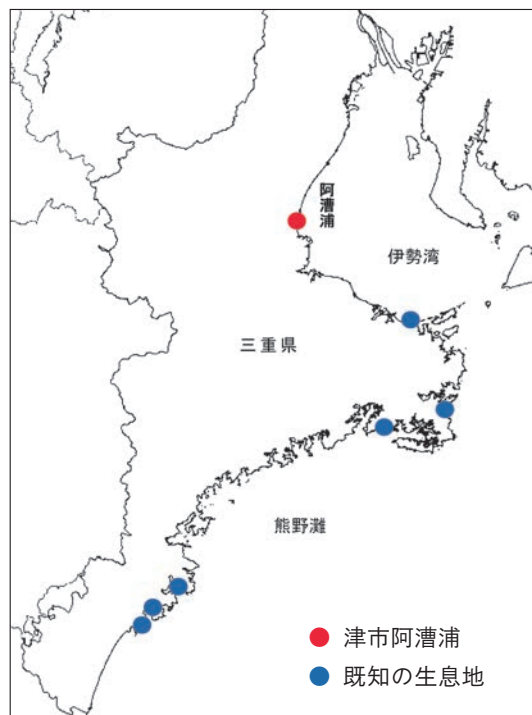 阿漕浦
伊勢湾
三重県
熊野灘
津市阿漕浦
既知の生息地